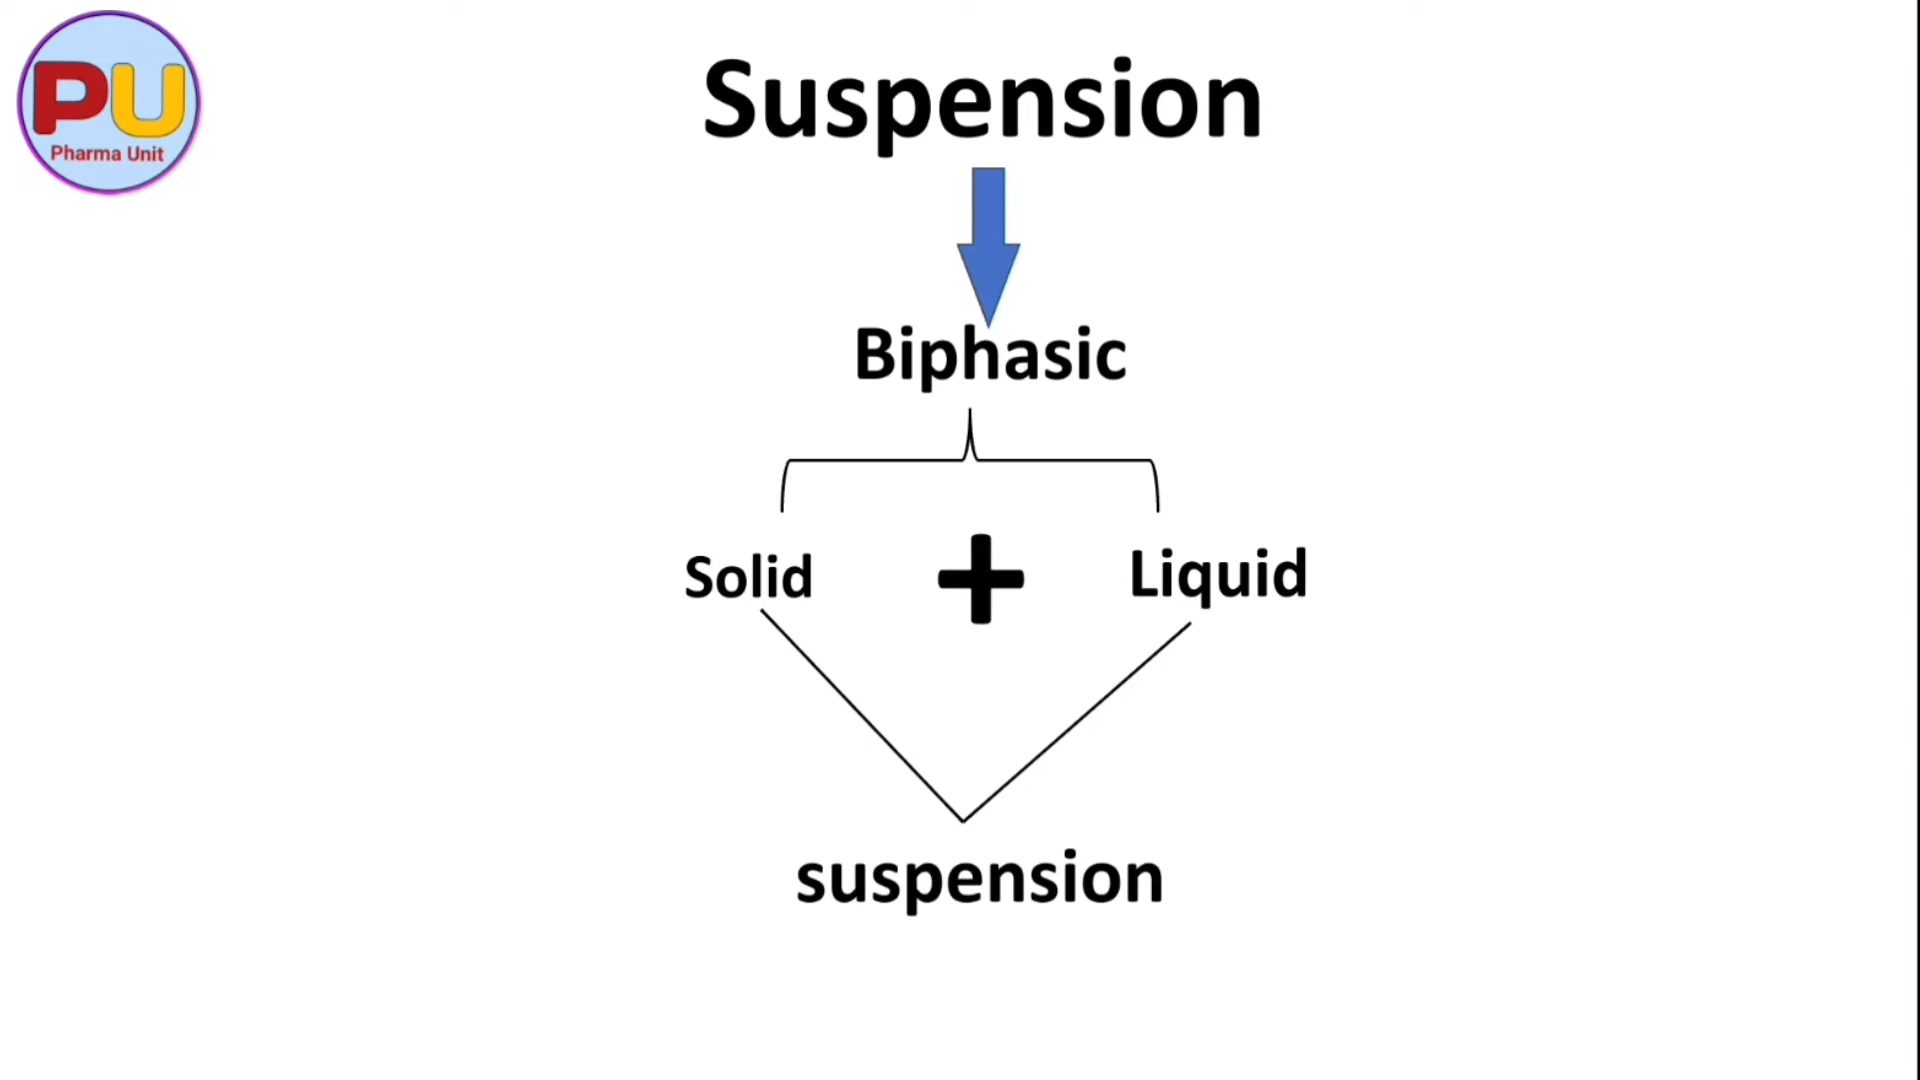 PU
Pharma Unit
Suspension
Biphasic
Solid + Liquid
suspension